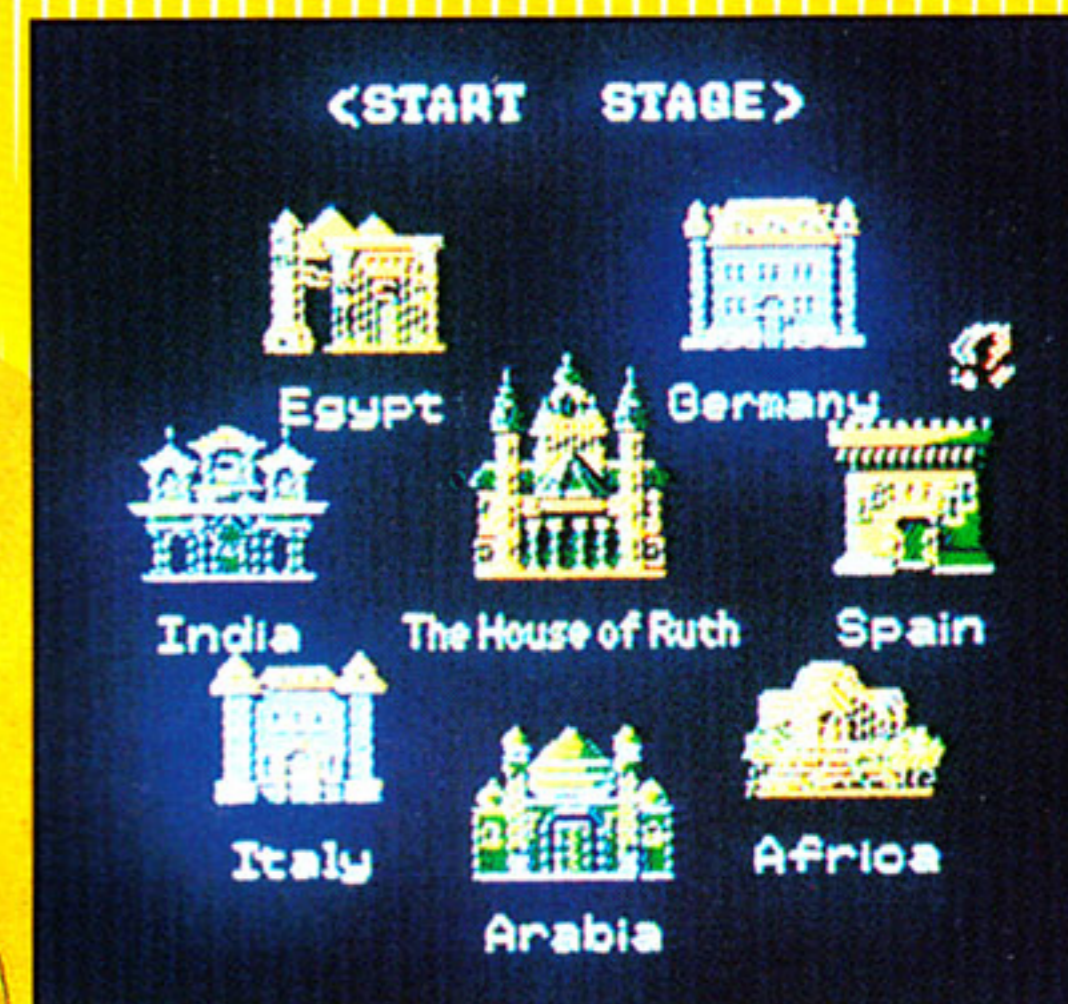 <START STAGE>
Egypt
Germany
India
The House of Ruth
Spain
Italy
Africa
Arabia